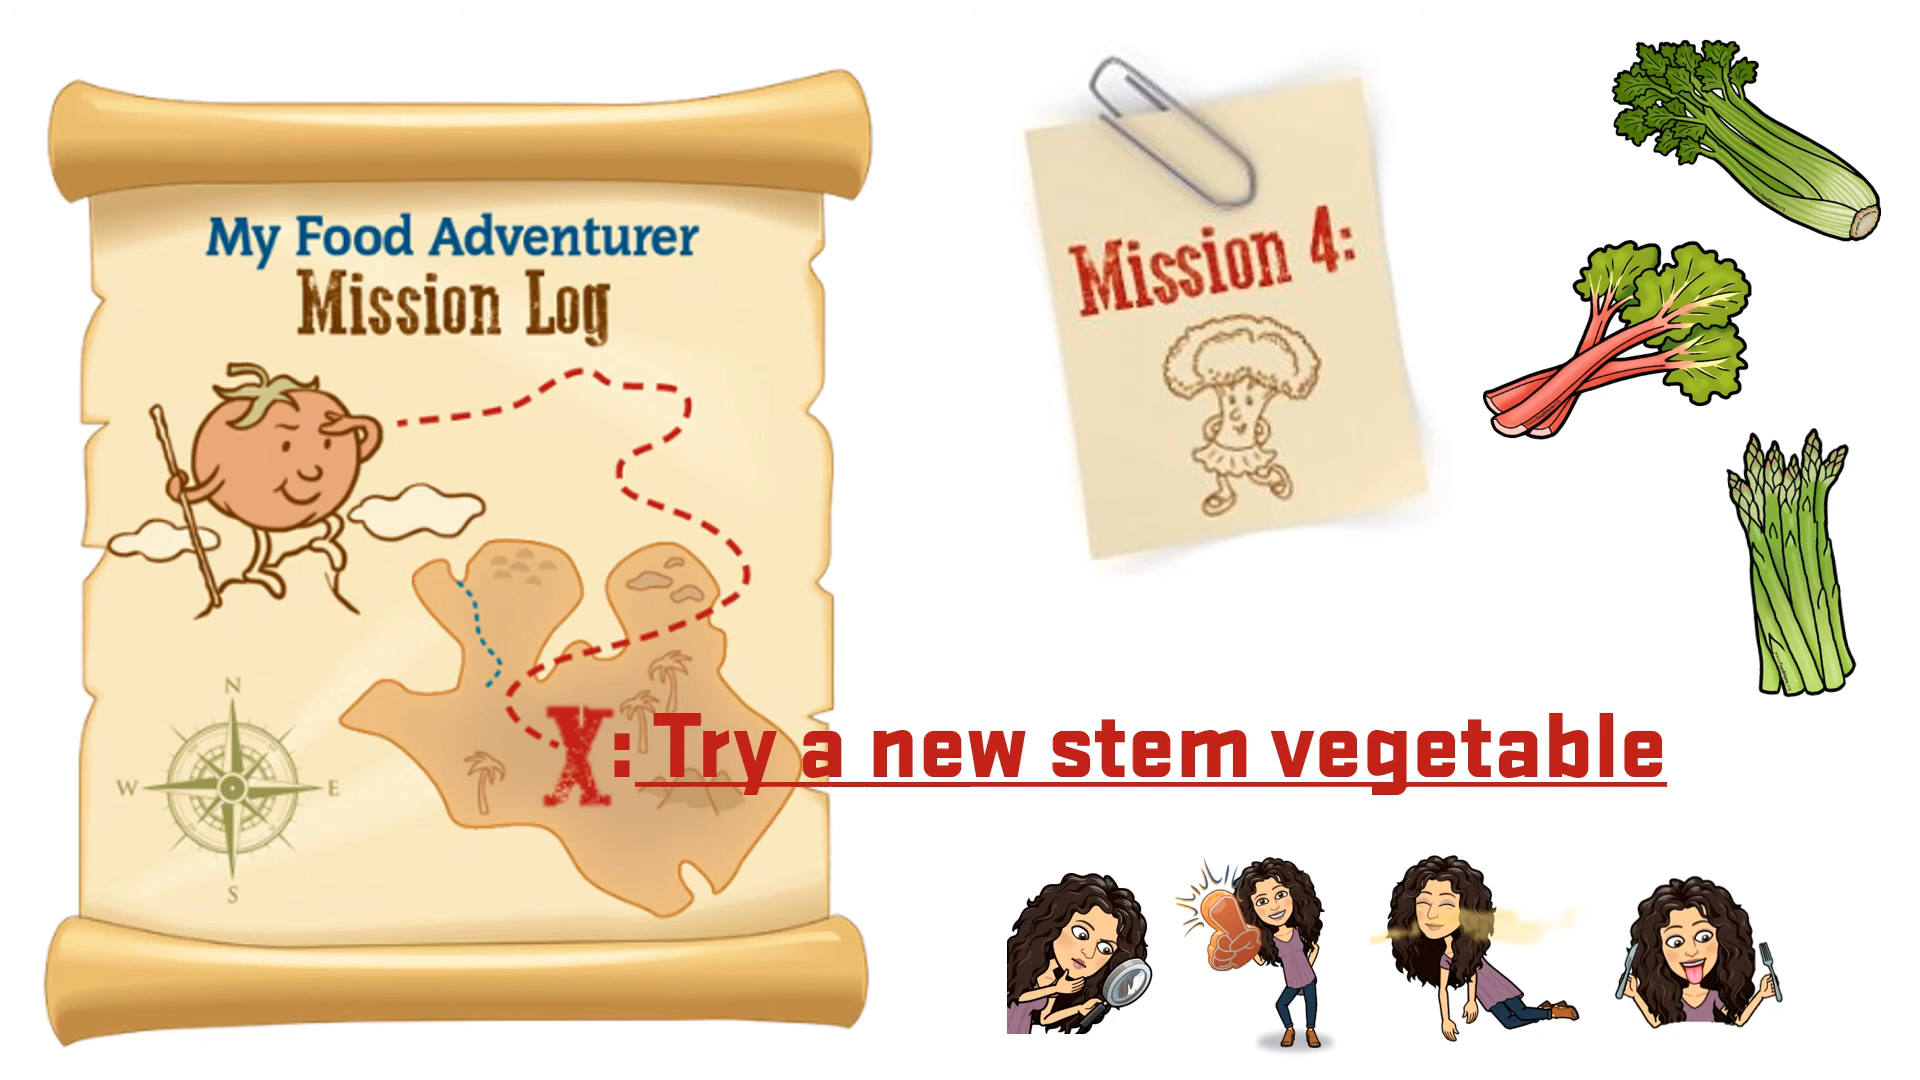 My Food Adventurer
Mission Log
N
W
E
S
Mission 4:
X: Try a new stem vegetable